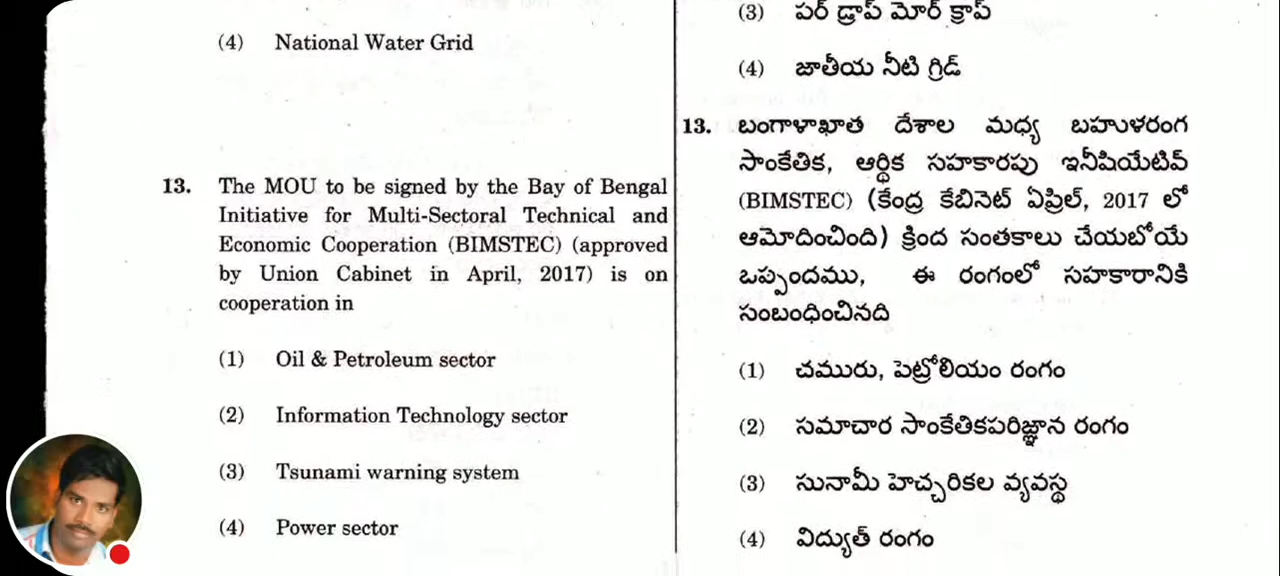 (4) National Water Grid
13. The MOU to be signed by the Bay of Bengal
Initiative for Multi-Sectoral Technical and
Economic Cooperation (BIMSTEC) (approved
by Union Cabinet in April, 2017) is on
cooperation in
(1) Oil & Petroleum sector
(2) Information Technology sector
(3) Tsunami warning system
(4) Power sector
(3) పర్ డ్రాప్ మోర్ క్రాప్
(4) జాతీయ నీటి గ్రిడ్
13. బంగాళాఖాత దేశాల మధ్య బహుళరంగ
సాంకేతిక, ఆర్థిక సహకారపు ఇనీషియేటివ్
(BIMSTEC) (కేంద్ర కేబినెట్ ఏప్రిల్, 2017 లో
ఆమోదించింది) క్రింద సంతకాలు చేయబోయే
ఒప్పందము, ఈ రంగంలో సహకారానికి
సంబంధించినది
(1) చమురు, పెట్రోలియం రంగం
(2) సమాచార సాంకేతికపరిజ్ఞాన రంగం
(3) సునామీ హెచ్చరికల వ్యవస్థ
(4) విద్యుత్ రంగం